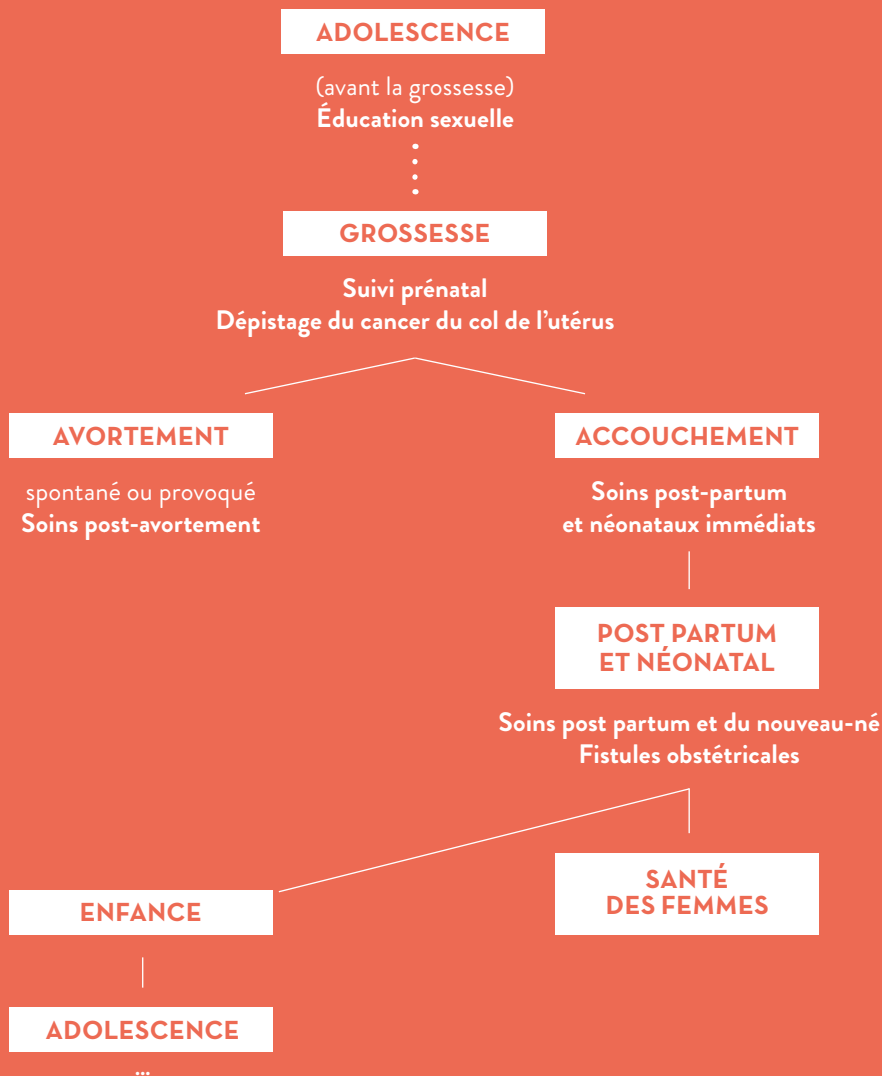 ADOLESCENCE
(avant la grossesse)
Éducation sexuelle
GROSSESSE
Suivi prénatal
Dépistage du cancer du col de l’utérus
AVORTEMENT
spontané ou provoqué
Soins post-avortement
ACCOUCHEMENT
Soins post-partum
et néonataux immédiats
POST PARTUM
ET NÉONATAL
Soins post partum et du nouveau-né
Fistules obstétricales
ENFANCE
SANTÉ
DES FEMMES
ADOLESCENCE
...